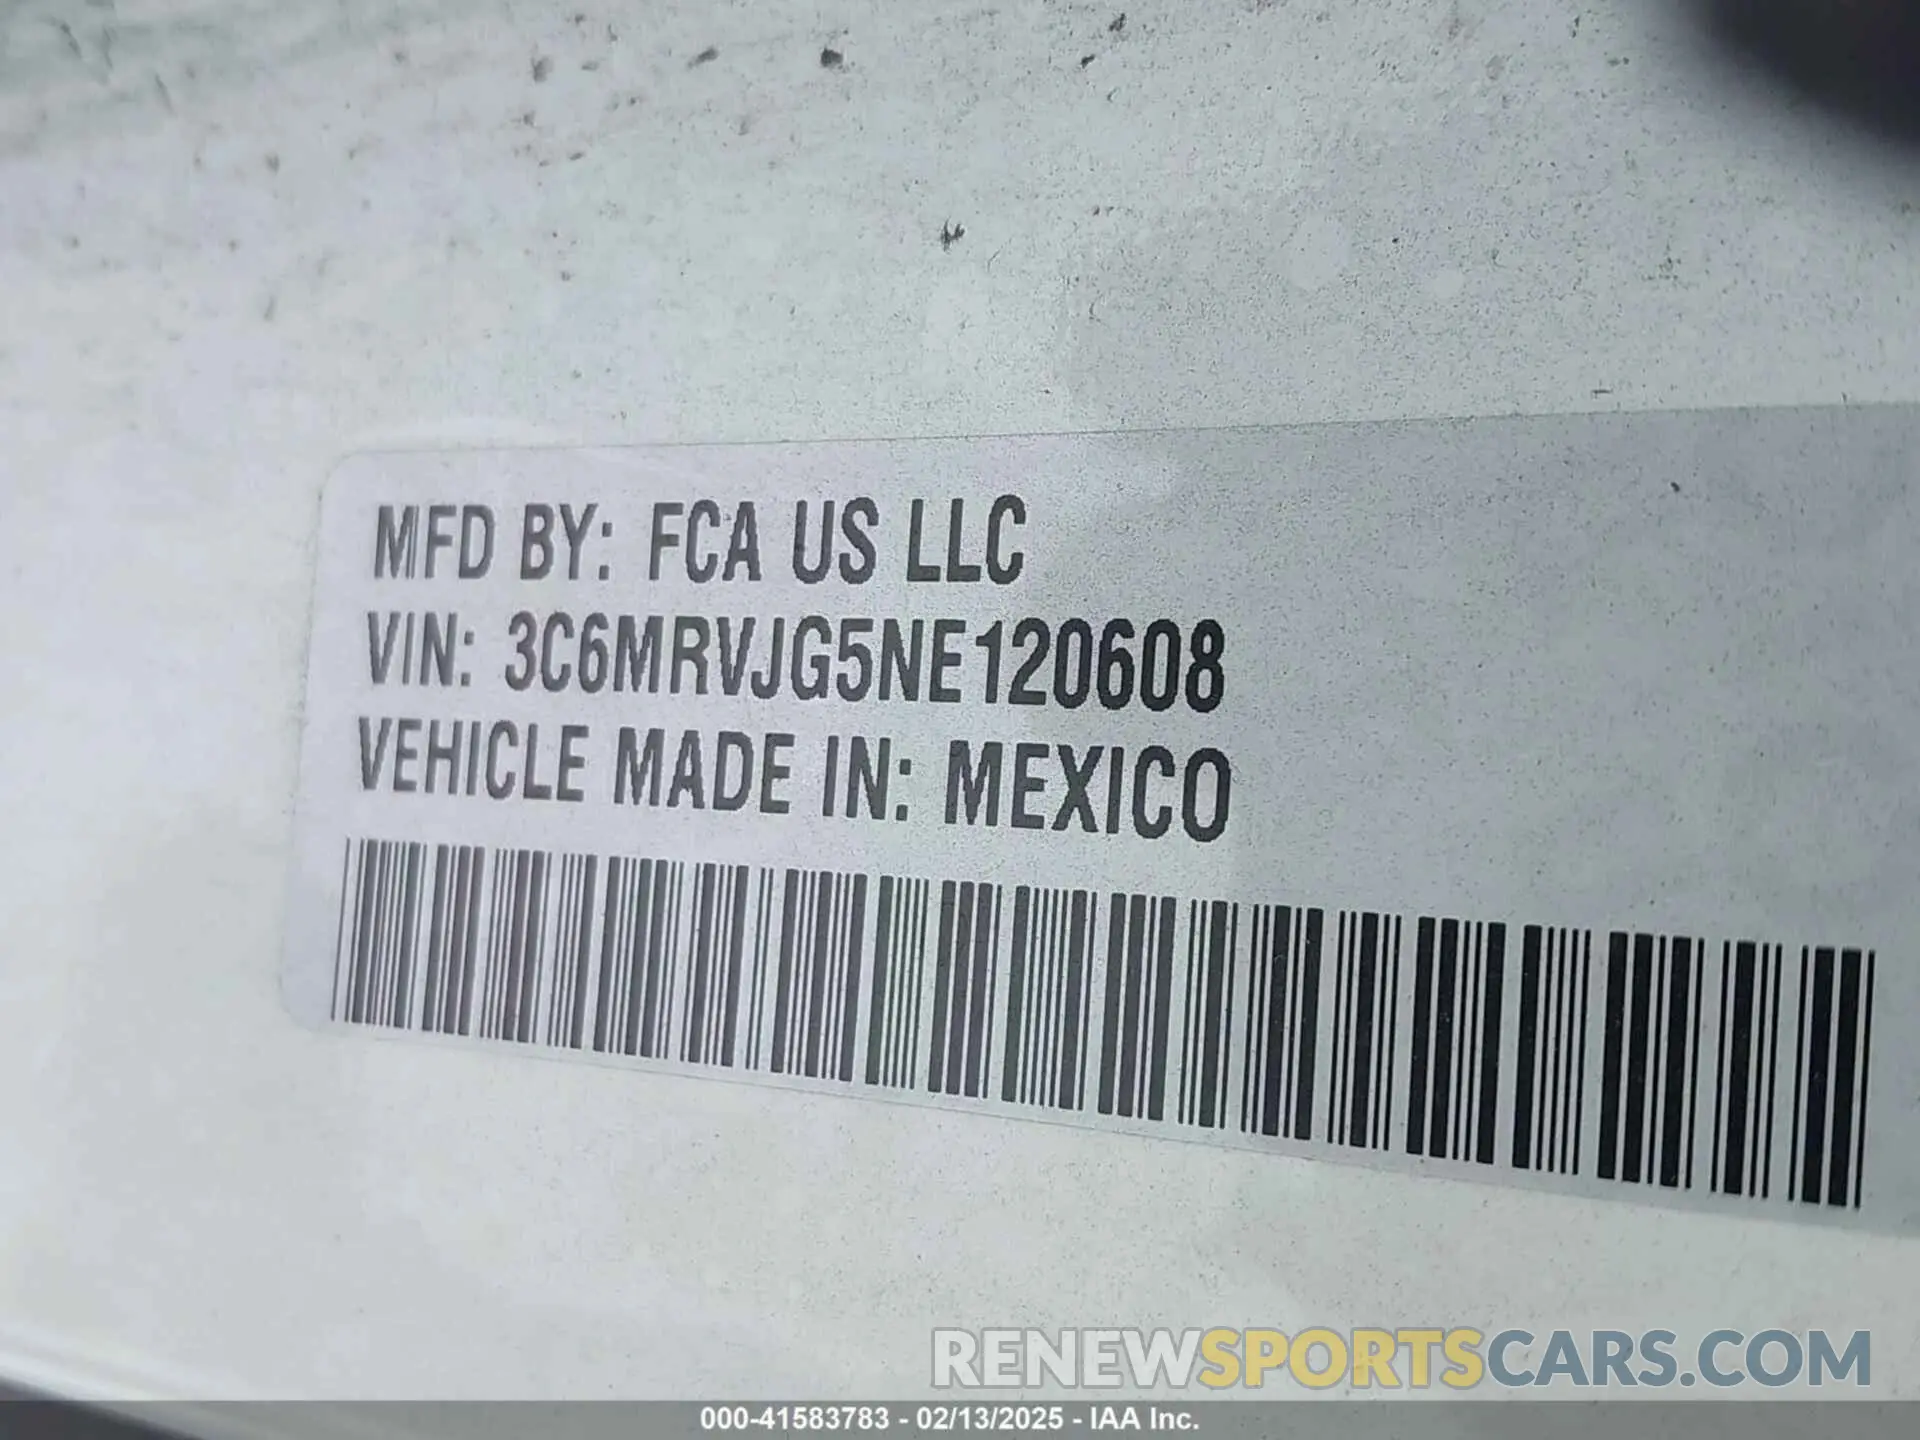 MFD BY: FCA US LLC
VIN: 3C6MRVJG5NE120608
VEHICLE MADE IN: MEXICO
RENEWSPORTSCARS.COM
000-41583783 - 02/13/2025 - IAA Inc.